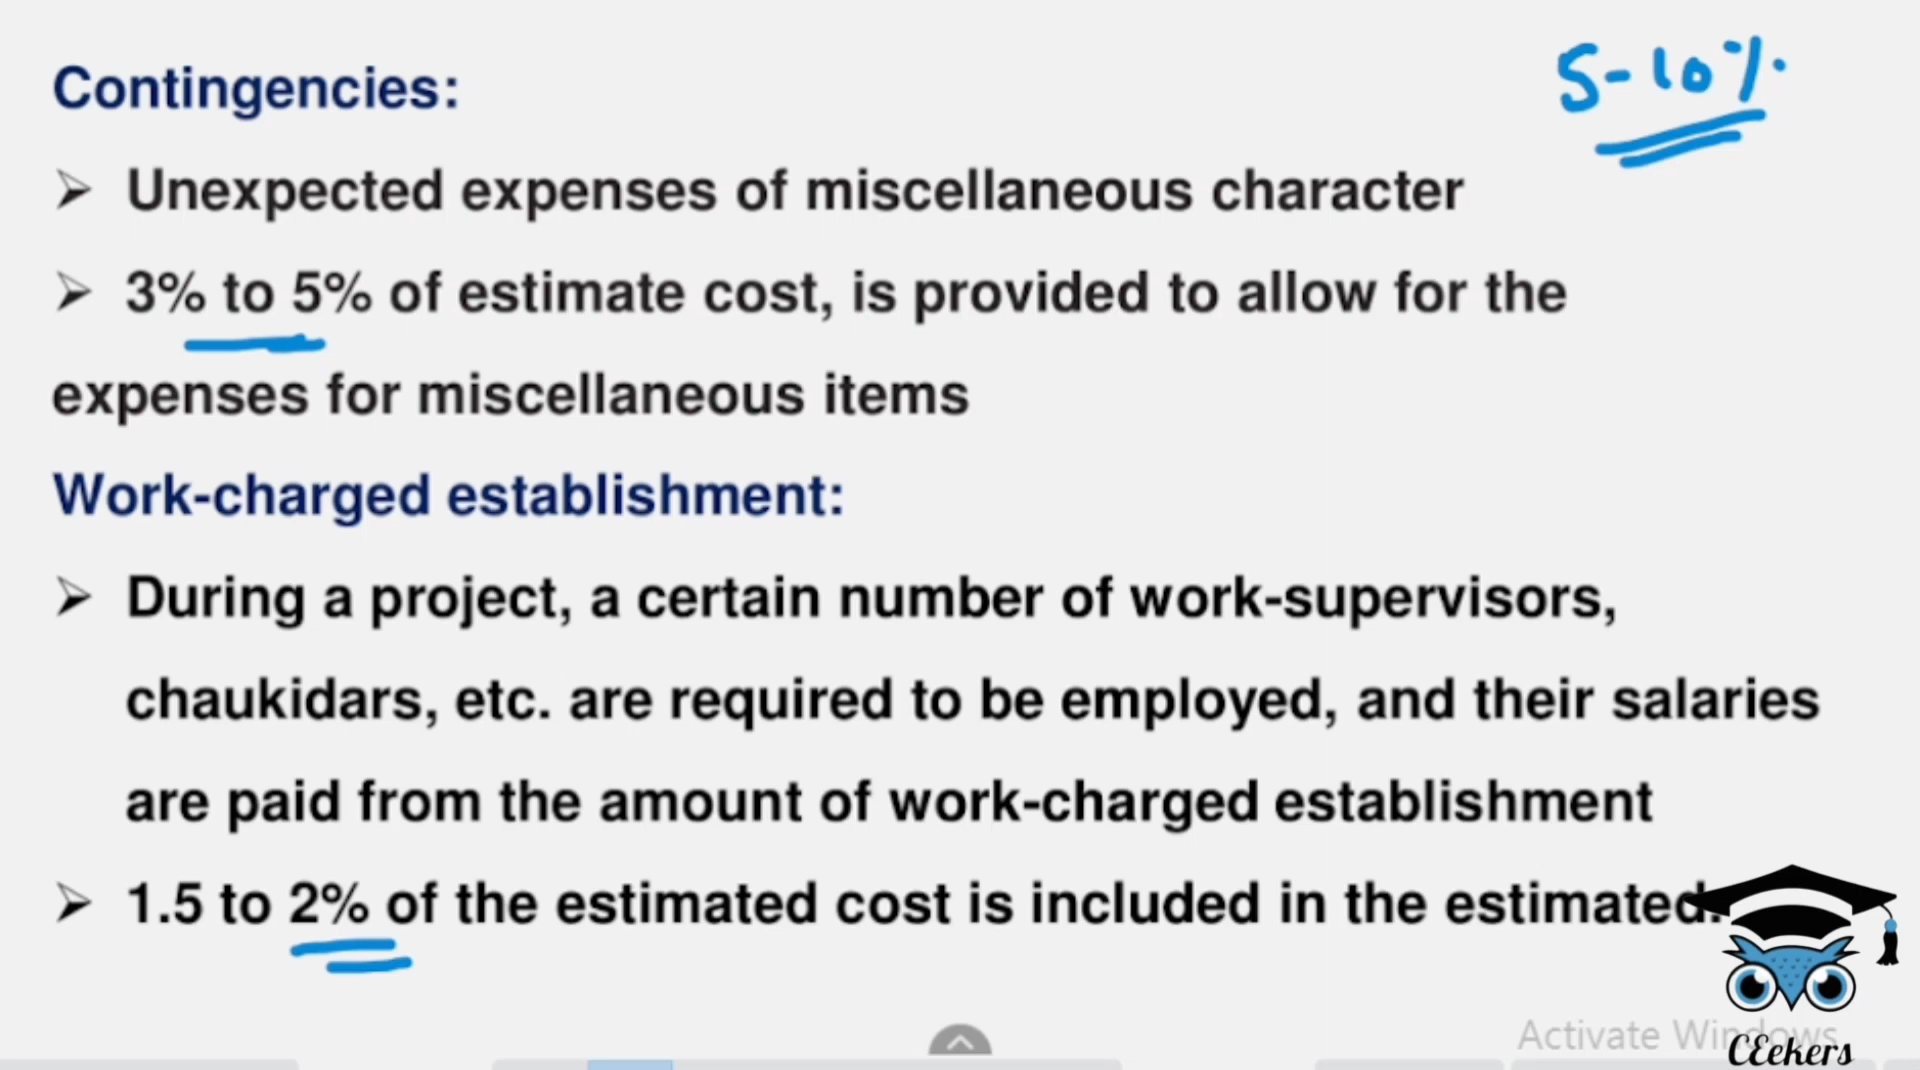 Contingencies:
5-10%.
➢ Unexpected expenses of miscellaneous character
➢ 3% to 5% of estimate cost, is provided to allow for the
expenses for miscellaneous items
Work-charged establishment:
➢ During a project, a certain number of work-supervisors,
chaukidars, etc. are required to be employed, and their salaries
are paid from the amount of work-charged establishment
➢ 1.5 to 2% of the estimated cost is included in the estimated.
Activate Windows
CEekers